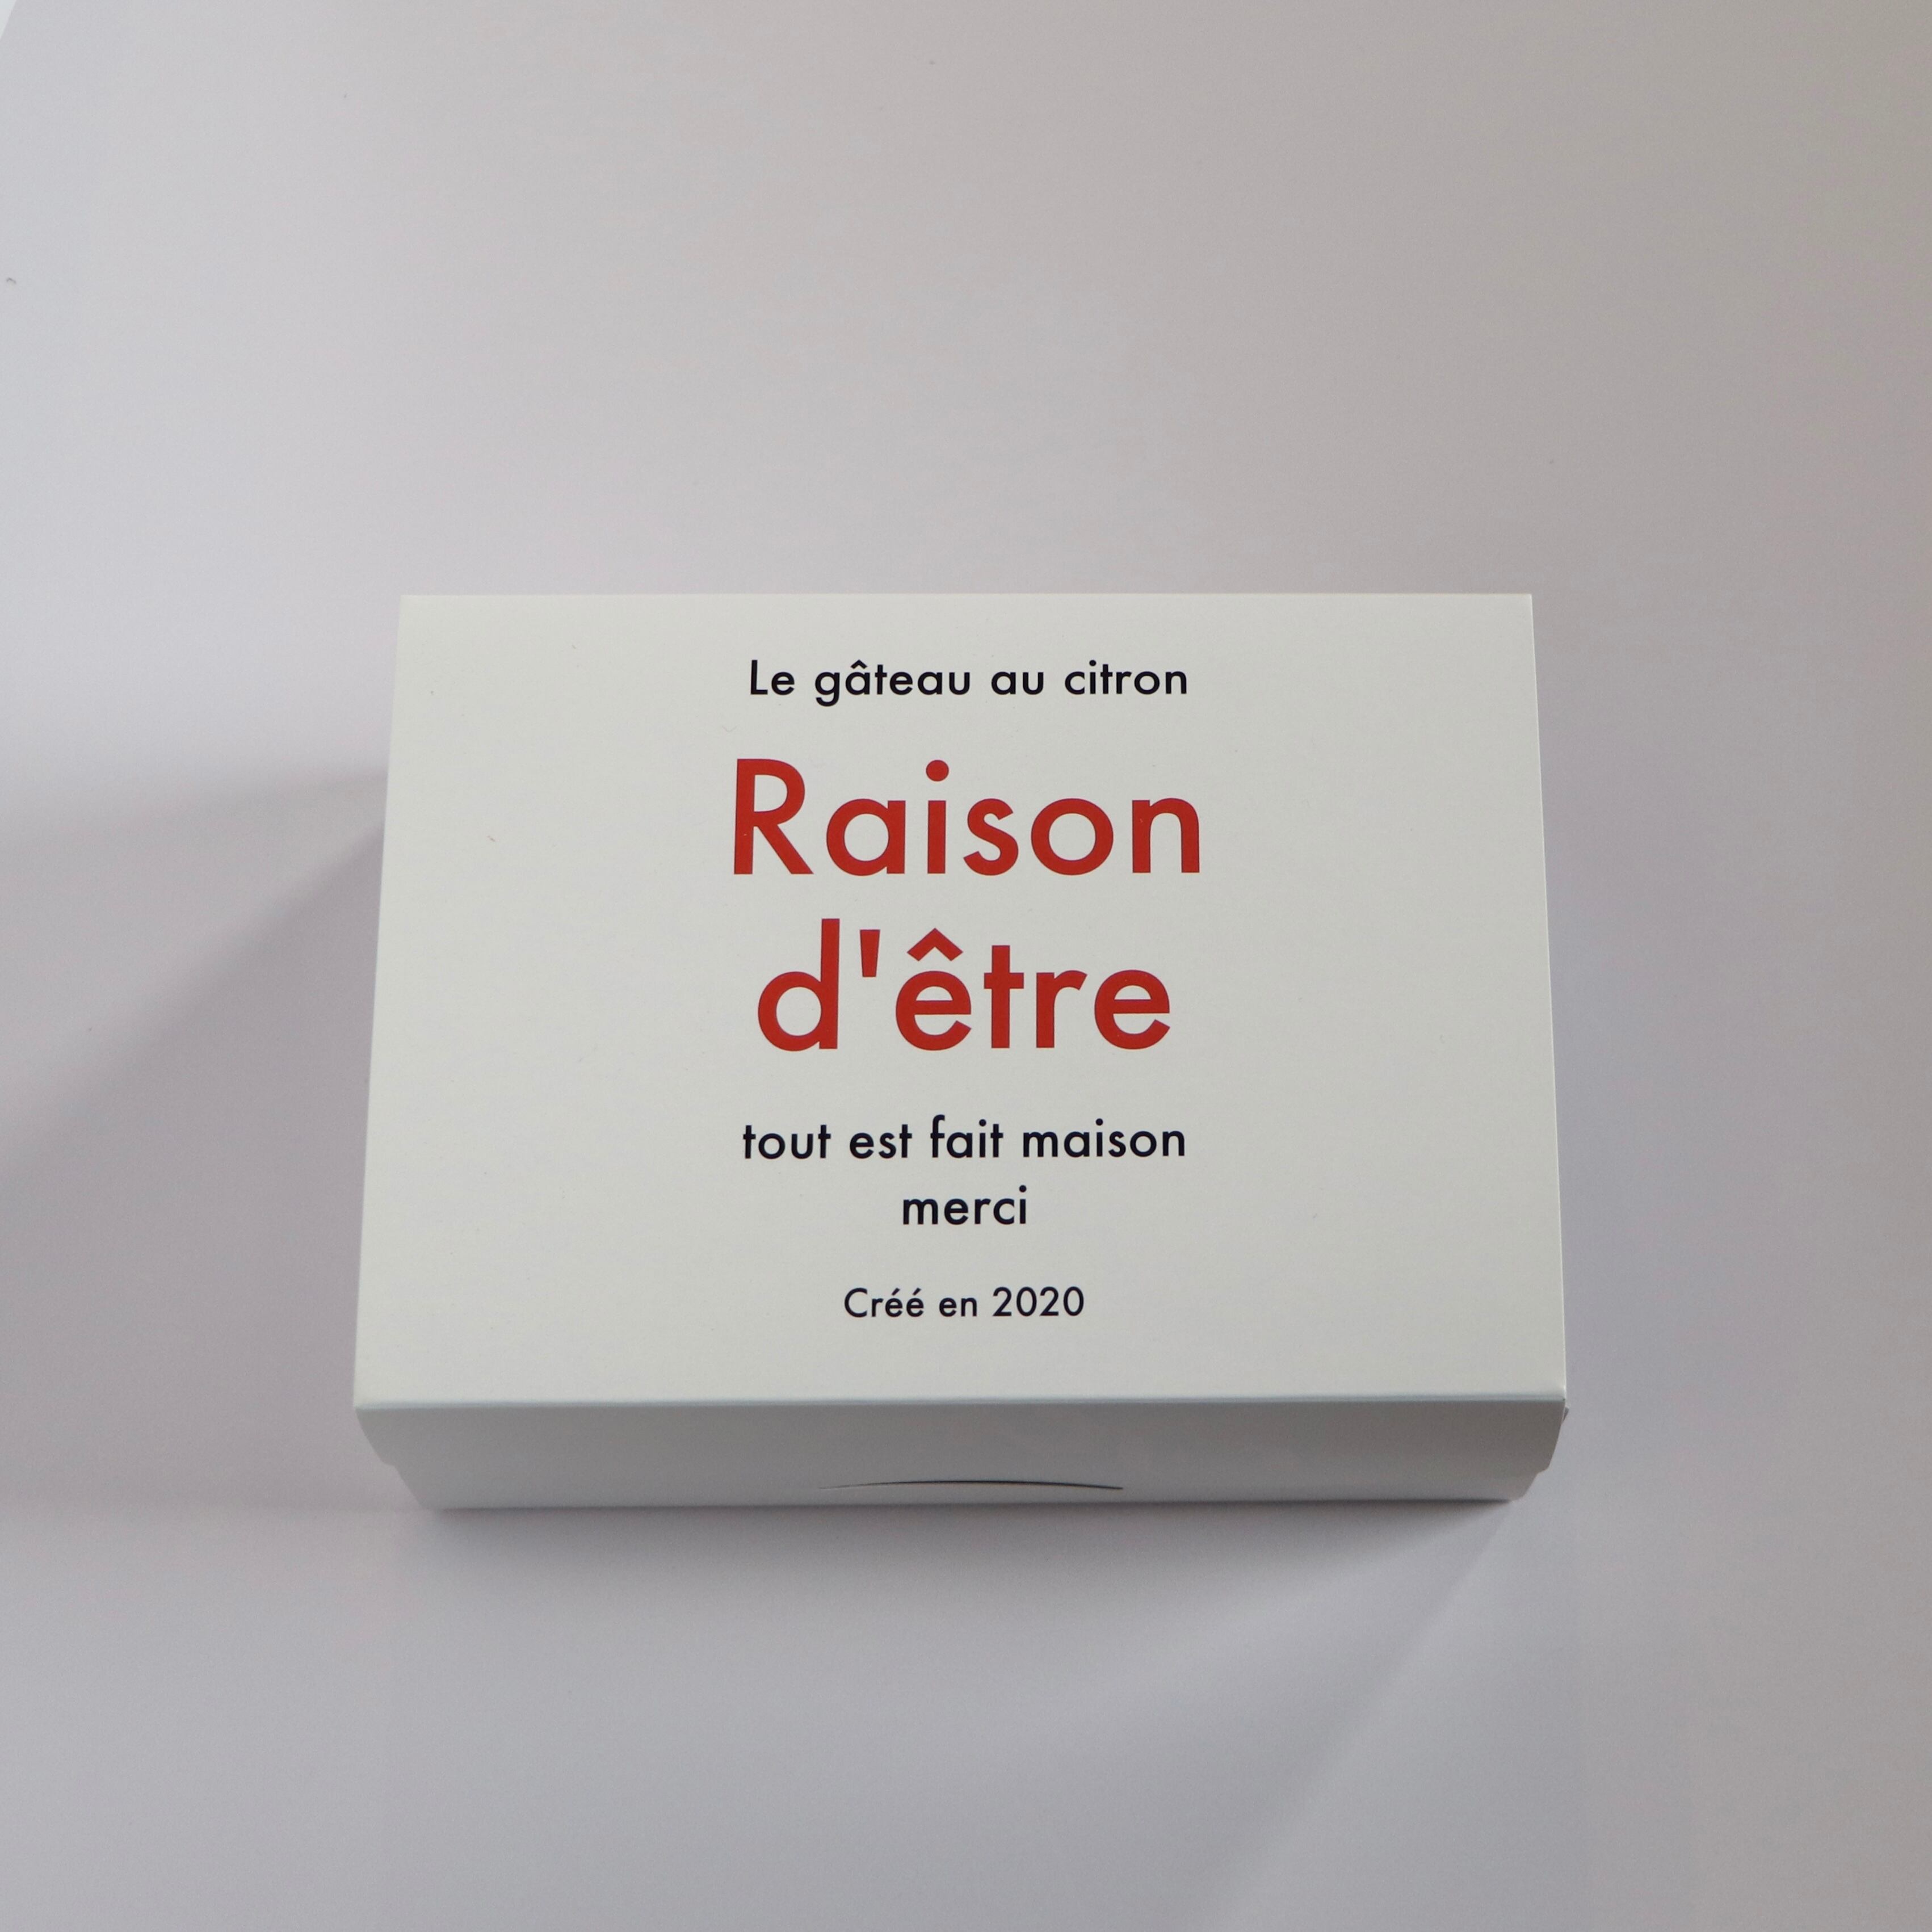 Le gâteau au citron
Raison
d'être
tout est fait maison
merci
Créé en 2020